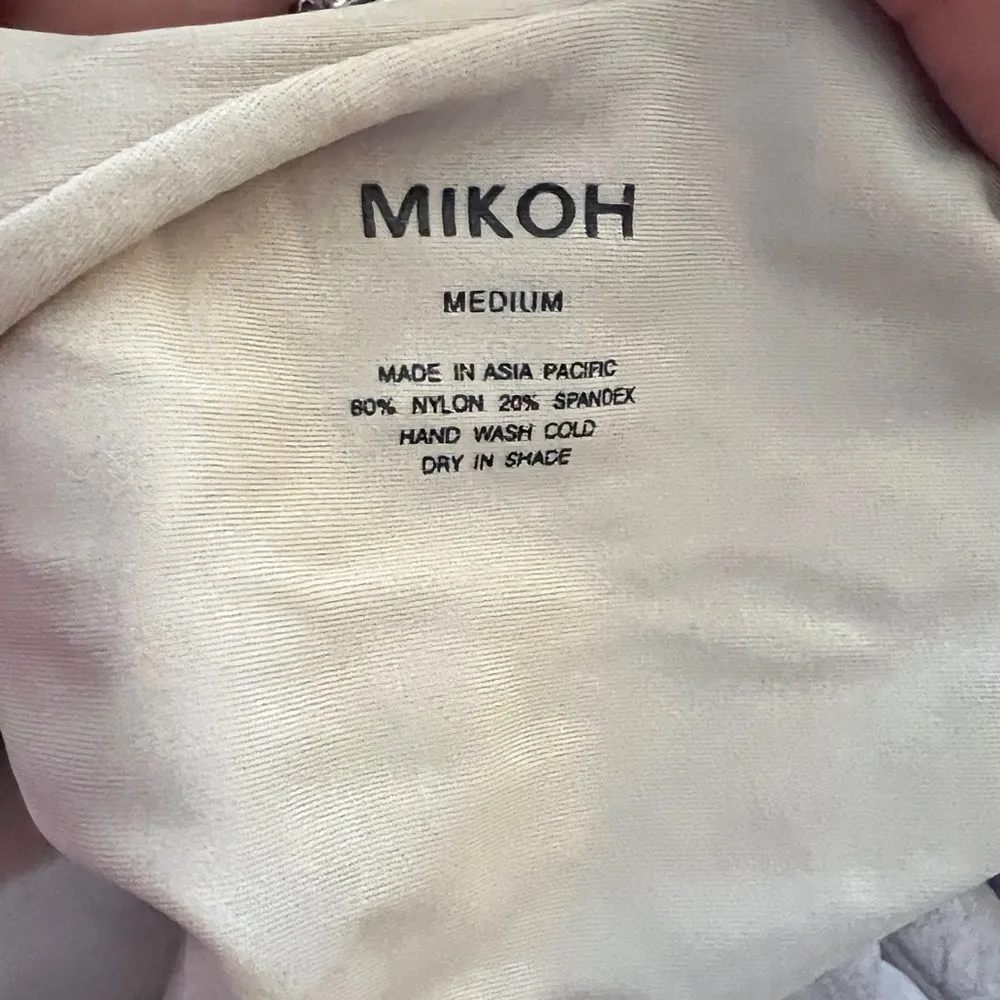 MIKOH
MEDIUM
MADE IN ASIA PACIFIC
80% NYLON 20% SPANDEX
HAND WASH COLD
DRY IN SHADE